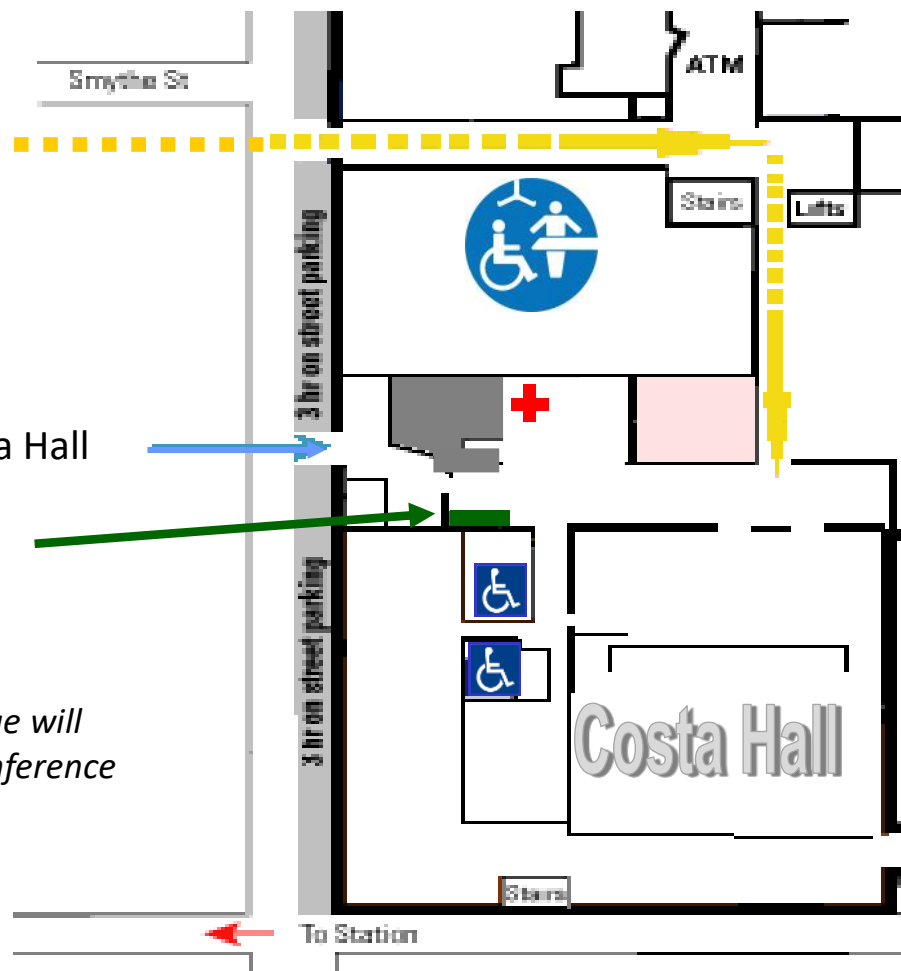 Smythe St
ATM
Stairs
Lifts
3 hr on street parking
a Hall
3 hr on street parking
e will
nference
Costa Hall
Stairs
To Station